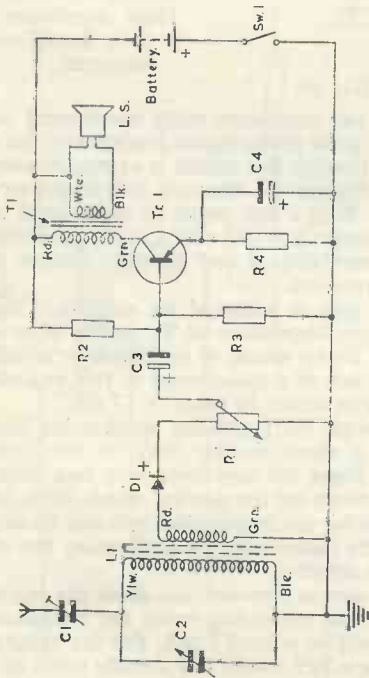 C1
C2
Ylw.
L1
Ble.
Rd.
Grn.
D1
+
R1
C3
+
R2
R3
T1
Rd.
Grn.
Wte.
Blk.
L.S.
Tr. 1
R4
C4
+
Battery.
+
Sw.1